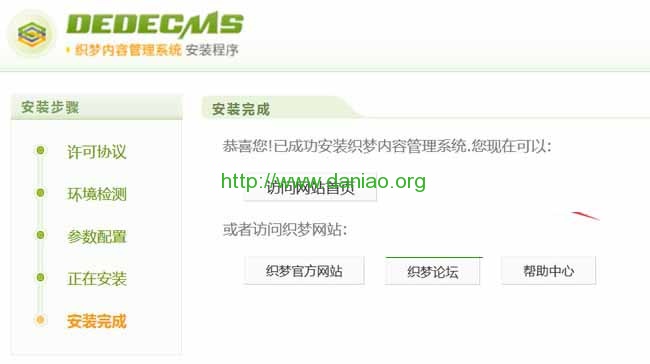 DEDECMS
织梦内容管理系统 安装程序
安装步骤
许可协议
环境检测
参数配置
正在安装
安装完成
安装完成
恭喜您!已成功安装织梦内容管理系统.您现在可以:
访问网站首页
http://www.daniao.org
或者访问织梦网站:
织梦官方网站
织梦论坛
帮助中心